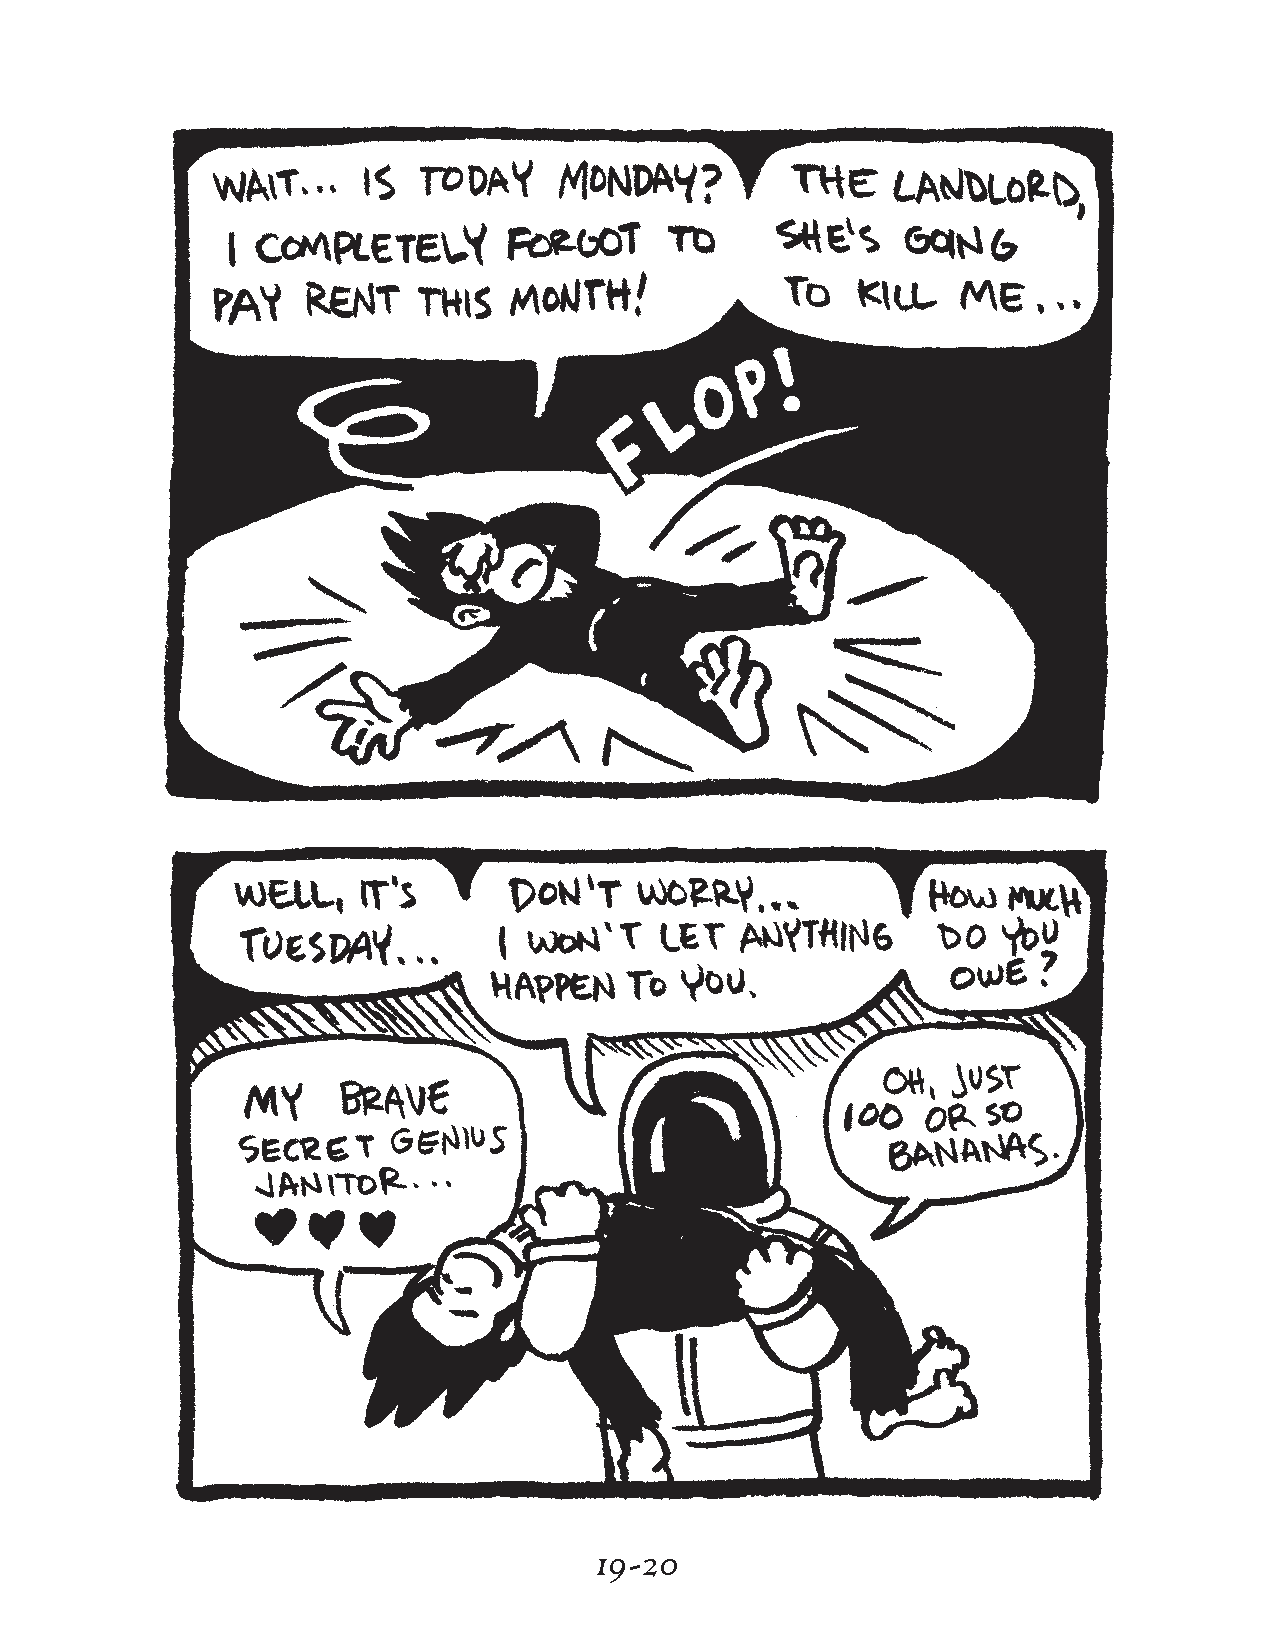 WAIT... IS TODAY MONDAY?
I COMPLETELY FORGOT TO
PAY RENT THIS MONTH!
THE LANDLORD,
SHE'S GOING
TO KILL ME...
FLOP!
WELL, IT'S
TUESDAY...
DON'T WORRY...
I WON'T LET ANYTHING
HAPPEN TO YOU.
HOW MUCH
DO YOU
OWE?
MY BRAVE
SECRET GENIUS
JANITOR...
♥ ♥ ♥
OH, JUST
100 OR SO
BANANAS.
19-20